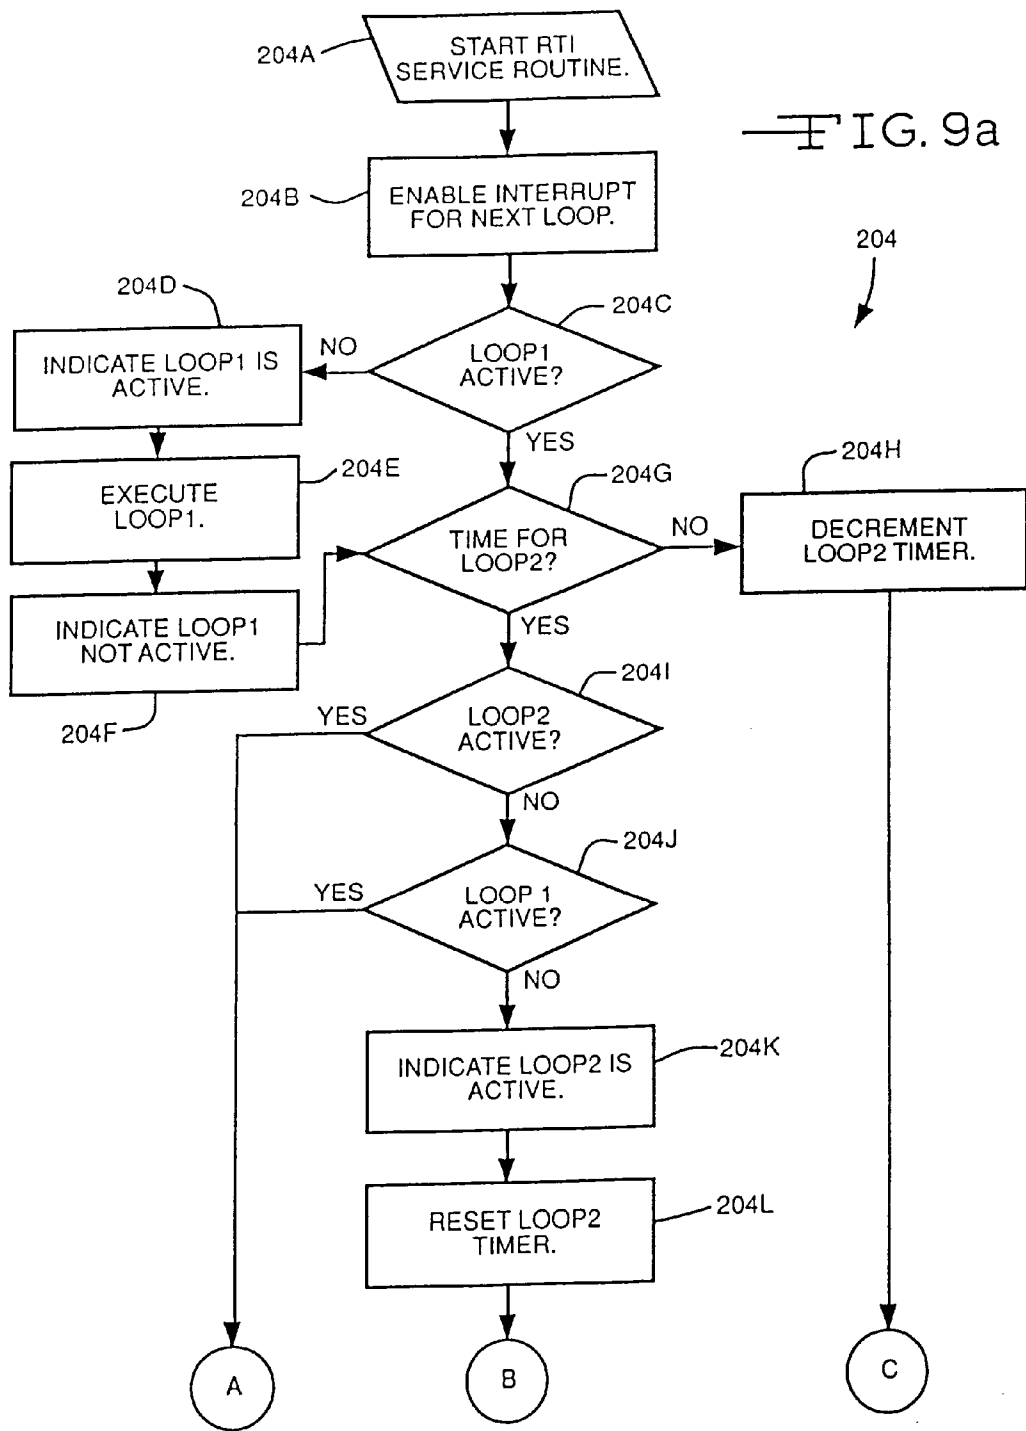 204A
START RTI
SERVICE ROUTINE.
FIG. 9a
204B
ENABLE INTERRUPT
FOR NEXT LOOP.
204
204D
204C
INDICATE LOOP1 IS
ACTIVE.
NO
LOOP1
ACTIVE?
YES
204E
EXECUTE
LOOP1.
204G
204H
TIME FOR
LOOP2?
NO
DECREMENT
LOOP2 TIMER.
INDICATE LOOP1
NOT ACTIVE.
YES
204F
204I
YES
LOOP2
ACTIVE?
NO
204J
YES
LOOP 1
ACTIVE?
NO
204K
INDICATE LOOP2 IS
ACTIVE.
204L
RESET LOOP2
TIMER.
A
B
C